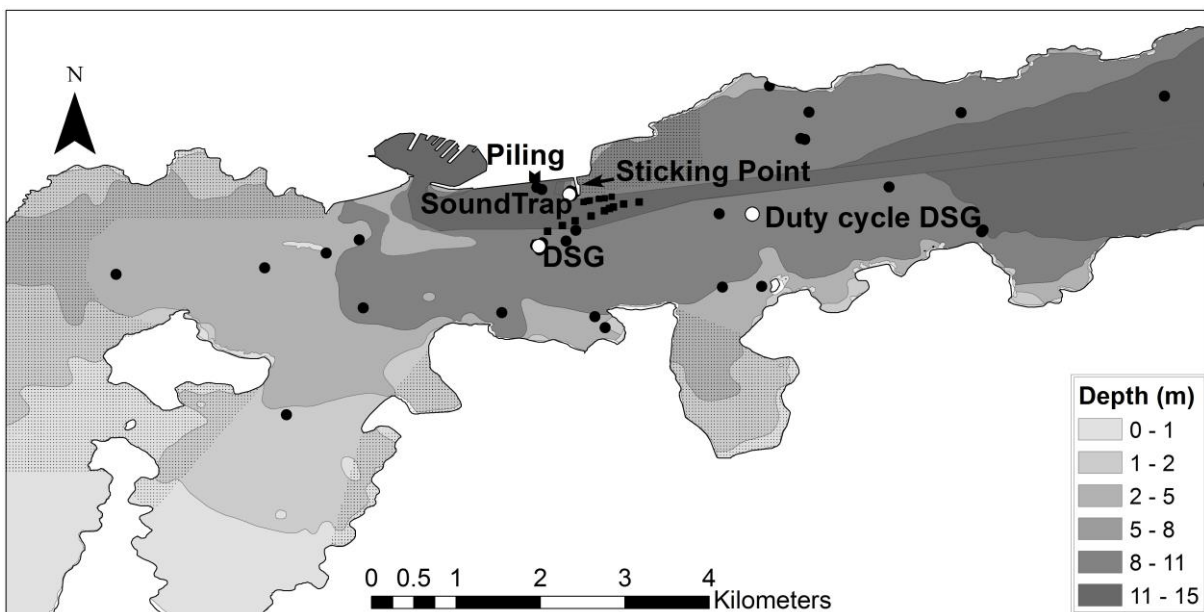 N
Piling
Sticking Point
SoundTrap
Duty cycle DSG
DSG
Depth (m)
0 - 1
1 - 2
2 - 5
5 - 8
8 - 11
11 - 15
0 0.5 1 2 3 4
Kilometers